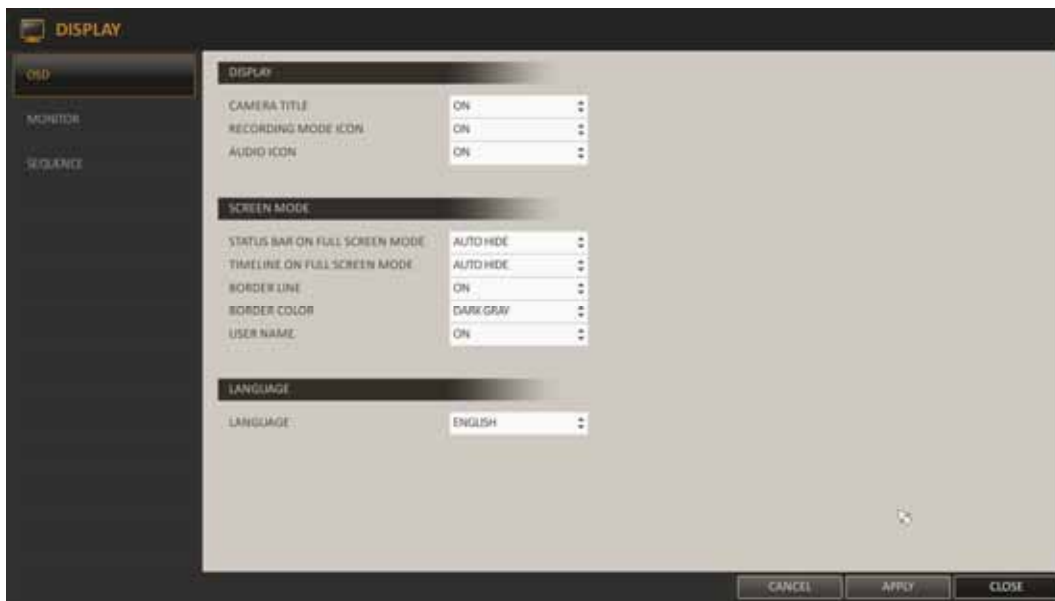 DISPLAY
OSD
MONITOR
SEQUENCE
DISPLAY
CAMERA TITLE ON
RECORDING MODE ICON ON
AUDIO ICON ON
SCREEN MODE
STATUS BAR ON FULL SCREEN MODE AUTO HIDE
TIMELINE ON FULL SCREEN MODE AUTO HIDE
BORDER LINE ON
BORDER COLOR DARK GRAY
USER NAME ON
LANGUAGE
LANGUAGE ENGLISH
CANCEL APPLY CLOSE